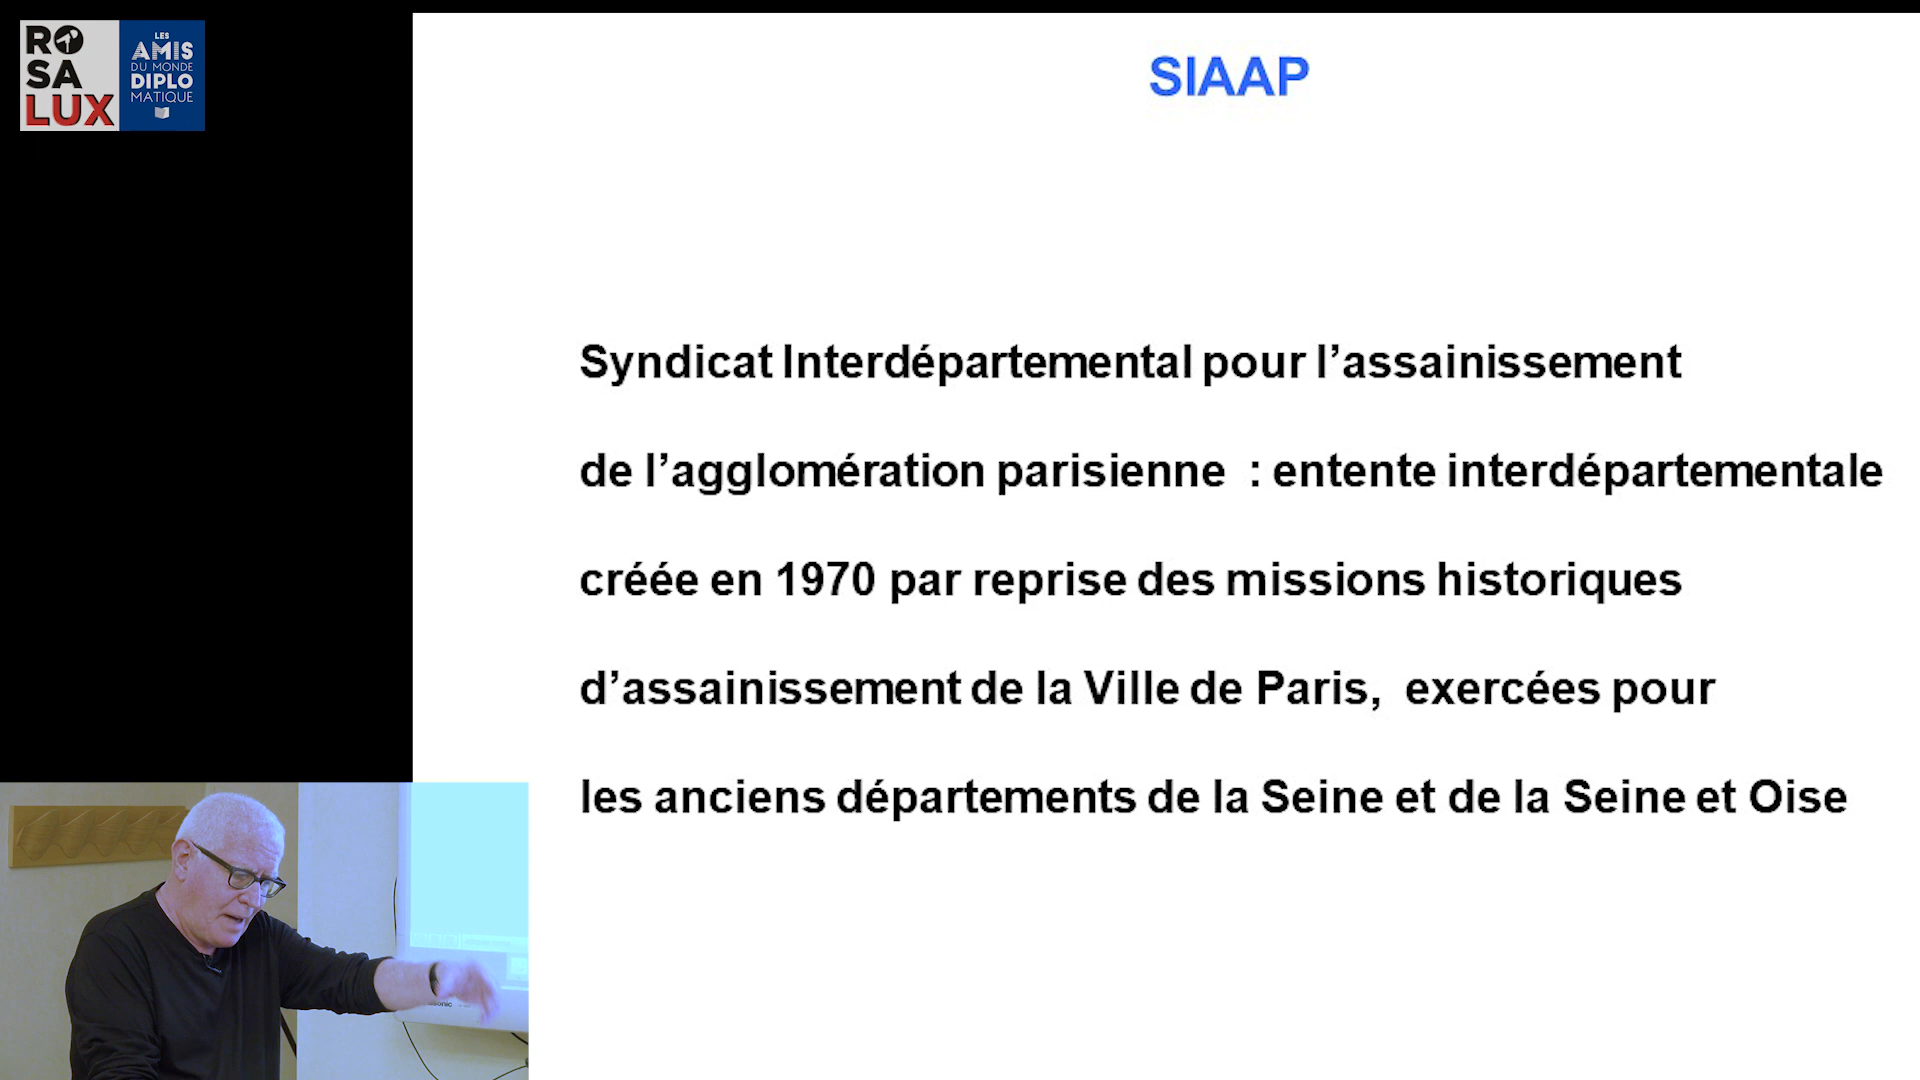 RO
SA
LUX
LES
AMIS
DU MONDE
DIPLO
MATIQUE
SIAAP
Syndicat Interdépartemental pour l’assainissement
de l’agglomération parisienne : entente interdépartementale
créée en 1970 par reprise des missions historiques
d’assainissement de la Ville de Paris, exercées pour
les anciens départements de la Seine et de la Seine et Oise